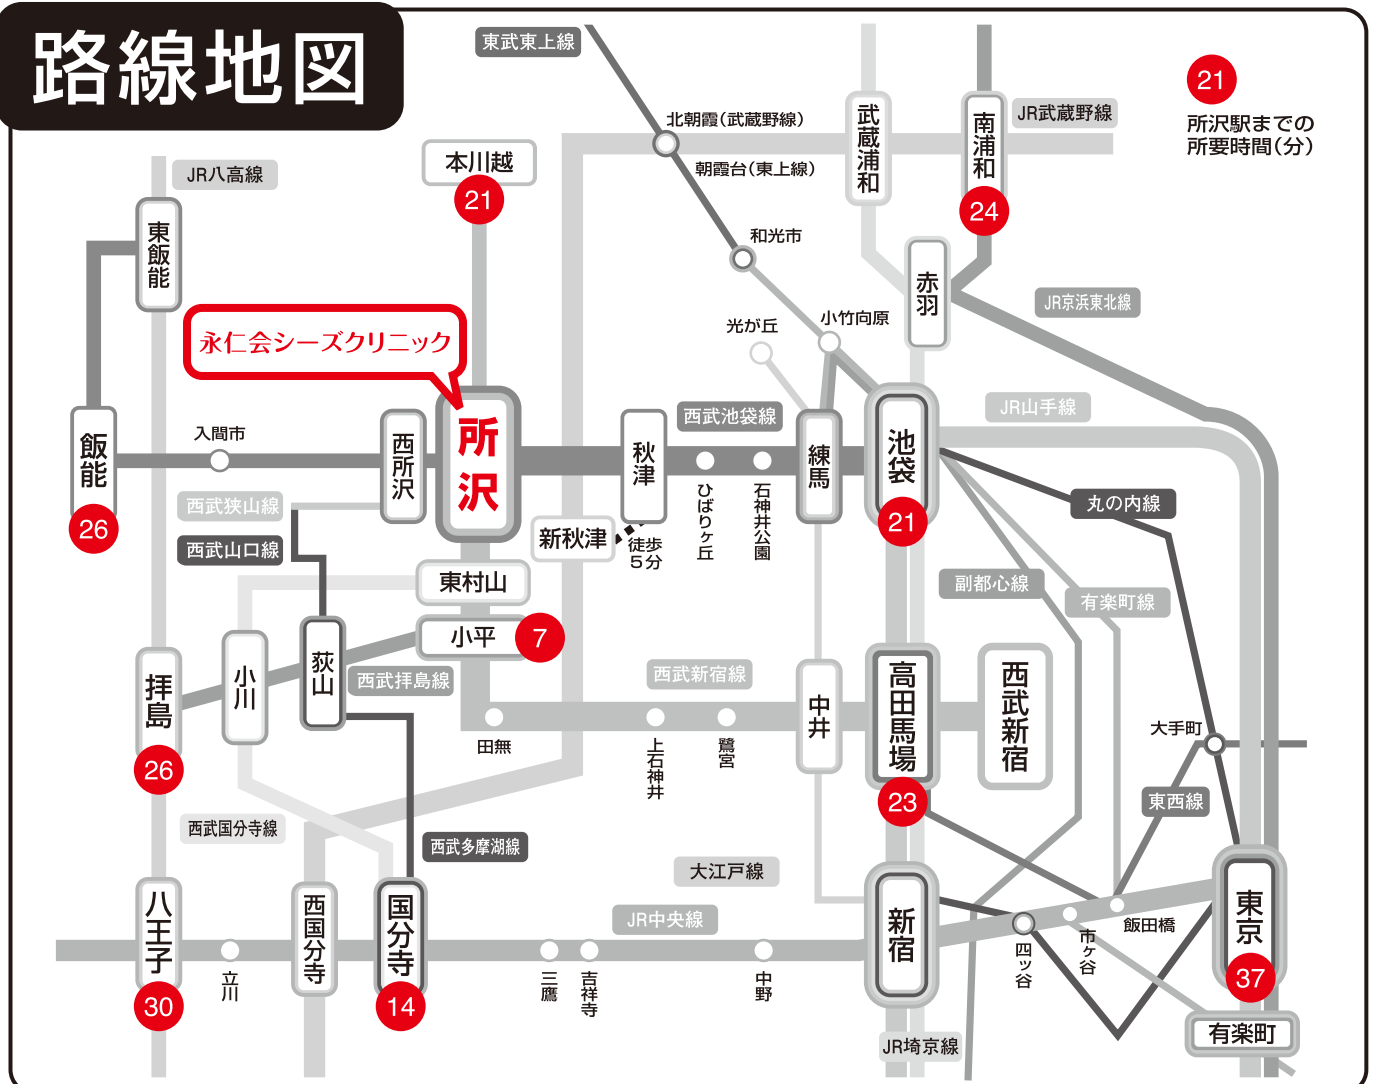 路線地図
東武東上線
北朝霞(武蔵野線)
朝霞台(東上線)
武蔵浦和
南浦和
24
JR武蔵野線
21
所沢駅までの
所要時間(分)
JR八高線
本川越
21
東飯能
和光市
赤羽
JR京浜東北線
光が丘
小竹向原
永仁会シーズクリニック
飯能
26
入間市
西所沢
所沢
秋津
西武池袋線
ひばりヶ丘
石神井公園
練馬
池袋
21
JR山手線
丸の内線
西武狭山線
西武山口線
新秋津
徒歩
5分
東村山
小平
7
副都心線
有楽町線
拝島
26
小川
荻山
西武拝島線
西武新宿線
田無
上石神井
鷺宮
中井
高田馬場
23
西武新宿
大手町
東西線
西武国分寺線
西武多摩湖線
大江戸線
JR中央線
八王子
30
立川
西国分寺
国分寺
14
三鷹
吉祥寺
中野
新宿
四ッ谷
市ヶ谷
飯田橋
東京
37
有楽町
JR埼京線